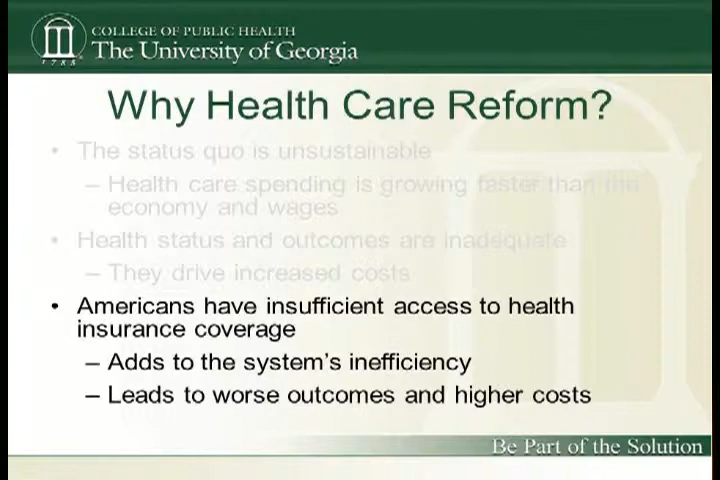 COLLEGE OF PUBLIC HEALTH
The University of Georgia
1785
Why Health Care Reform?
• The status quo is unsustainable
– Health care spending is growing faster than the
economy and wages
• Health status and outcomes are inadequate
– They drive increased costs
• Americans have insufficient access to health
insurance coverage
– Adds to the system's inefficiency
– Leads to worse outcomes and higher costs
Be Part of the Solution